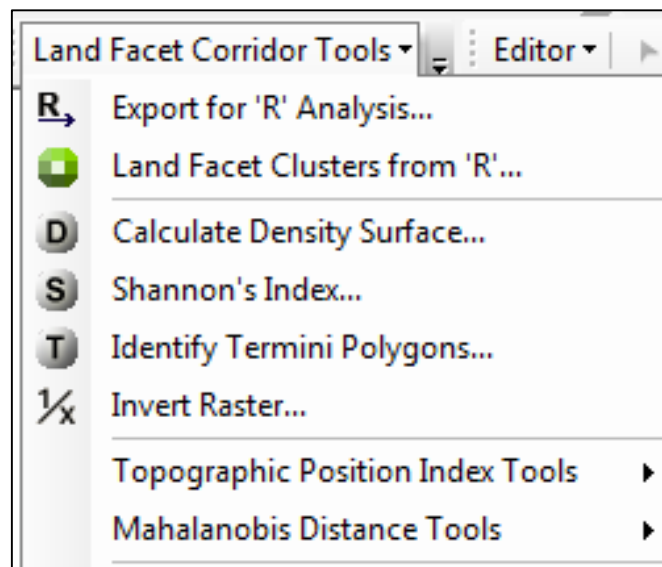 Land Facet Corridor Tools Editor
R Export for 'R' Analysis...
Land Facet Clusters from 'R'...
D Calculate Density Surface...
S Shannon's Index...
T Identify Termini Polygons...
1/x Invert Raster...
Topographic Position Index Tools
Mahalanobis Distance Tools